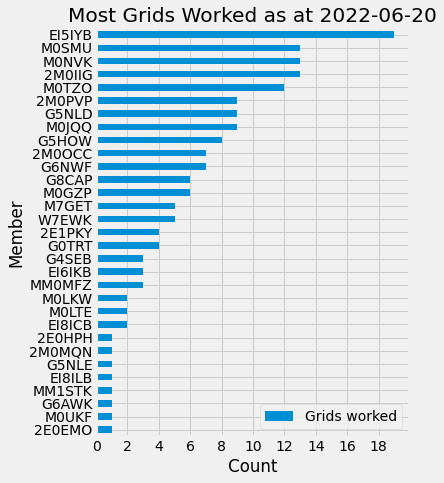 Most Grids Worked as at 2022-06-20
EI5IYB
M0SMU
M0NVK
2M0IIG
M0TZO
2M0PVP
G5NLD
M0JQQ
G5HOW
2M0OCC
G6NWF
G8CAP
M0GZP
M7GET
W7EWK
2E1PKY
G0TRT
G4SEB
EI6IKB
MM0MFZ
M0LKW
M0LTE
EI8ICB
2E0HPH
2M0MQN
G5NLE
EI8ILB
MM1STK
G6AWK
M0UKF
2E0EMO
Member
Grids worked
0 2 4 6 8 10 12 14 16 18
Count